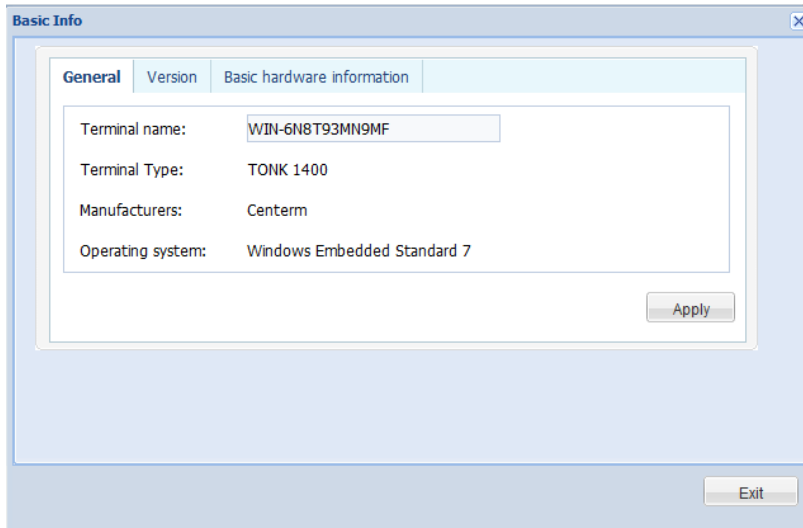 Basic Info
General Version Basic hardware information
Terminal name: WIN-6N8T93MN9MF
Terminal Type: TONK 1400
Manufacturers: Centerm
Operating system: Windows Embedded Standard 7
Apply
Exit